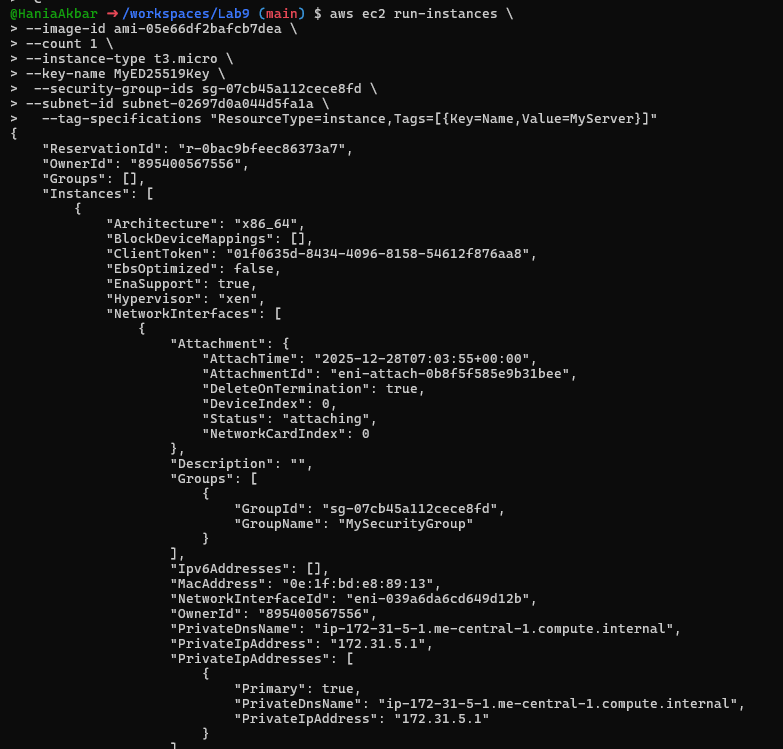 @HaniaAkbar ➜ /workspaces/Lab9 (main) $ aws ec2 run-instances \
> --image-id ami-05e66df2bafcb7dea \
> --count 1 \
> --instance-type t3.micro \
> --key-name MyED25519Key \
>  --security-group-ids sg-07cb45a112cece8fd \
> --subnet-id subnet-02697d0a044d5fa1a \
>   --tag-specifications "ResourceType=instance,Tags=[{Key=Name,Value=MyServer}]"
{
    "ReservationId": "r-0bac9bfeec86373a7",
    "OwnerId": "895400567556",
    "Groups": [],
    "Instances": [
        {
            "Architecture": "x86_64",
            "BlockDeviceMappings": [],
            "ClientToken": "01f0635d-8434-4096-8158-54612f876aa8",
            "EbsOptimized": false,
            "EnaSupport": true,
            "Hypervisor": "xen",
            "NetworkInterfaces": [
                {
                    "Attachment": {
                        "AttachTime": "2025-12-28T07:03:55+00:00",
                        "AttachmentId": "eni-attach-0b8f5f585e9b31bee",
                        "DeleteOnTermination": true,
                        "DeviceIndex": 0,
                        "Status": "attaching",
                        "NetworkCardIndex": 0
                    },
                    "Description": "",
                    "Groups": [
                        {
                            "GroupId": "sg-07cb45a112cece8fd",
                            "GroupName": "MySecurityGroup"
                        }
                    ],
                    "Ipv6Addresses": [],
                    "MacAddress": "0e:1f:bd:e8:89:13",
                    "NetworkInterfaceId": "eni-039a6da6cd649d12b",
                    "OwnerId": "895400567556",
                    "PrivateDnsName": "ip-172-31-5-1.me-central-1.compute.internal",
                    "PrivateIpAddress": "172.31.5.1",
                    "PrivateIpAddresses": [
                        {
                            "Primary": true,
                            "PrivateDnsName": "ip-172-31-5-1.me-central-1.compute.internal",
                            "PrivateIpAddress": "172.31.5.1"
                        }